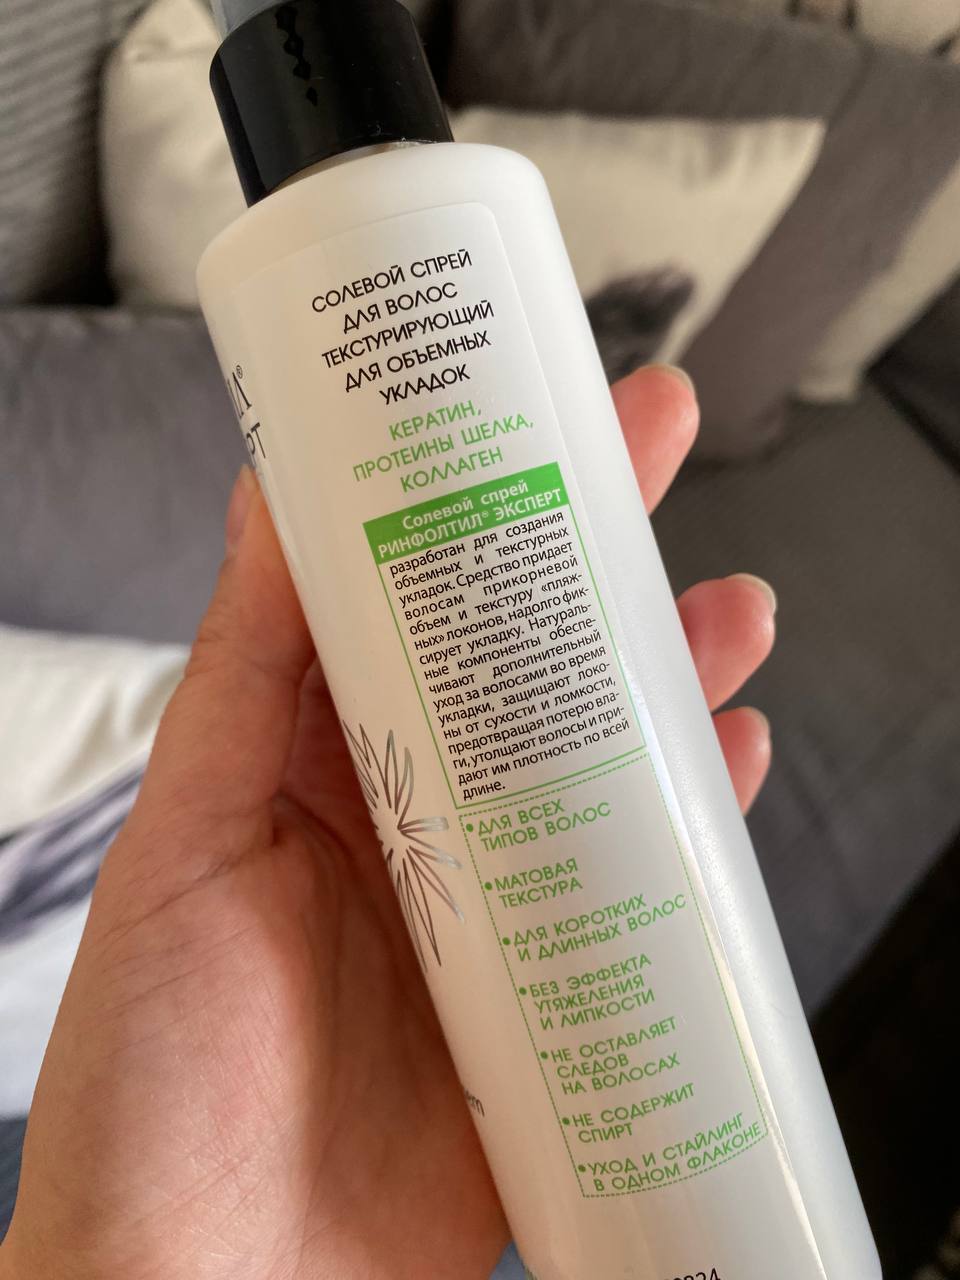 СОЛЕВОЙ СПРЕЙ
ДЛЯ ВОЛОС
ТЕКСТУРИРУЮЩИЙ
ДЛЯ ОБЪЕМНЫХ
УКЛАДОК
КЕРАТИН,
ПРОТЕИНЫ ШЕЛКА,
КОЛЛАГЕН
Солевой спрей
РИНФОЛТИЛ® ЭКСПЕРТ
разработан для создания
объемных и текстурных
укладок. Средство придает
волосам прикорневой
объем и текстуру «пляж-
ных» локонов, надолго фик-
сирует укладку. Натураль-
ные компоненты обеспе-
чивают дополнительный
уход за волосами во время
укладки, защищают локо-
ны от сухости и ломкости,
предотвращая потерю вла-
ги, утолщают волосы и при-
дают им плотность по всей
длине.
•ДЛЯ ВСЕХ
ТИПОВ ВОЛОС
•МАТОВАЯ
ТЕКСТУРА
•ДЛЯ КОРОТКИХ
И ДЛИННЫХ ВОЛОС
•БЕЗ ЭФФЕКТА
УТЯЖЕЛЕНИЯ
И ЛИПКОСТИ
•НЕ ОСТАВЛЯЕТ
СЛЕДОВ
НА ВОЛОСАХ
•НЕ СОДЕРЖИТ
СПИРТ
•УХОД И СТАЙЛИНГ
В ОДНОМ ФЛАКОНЕ